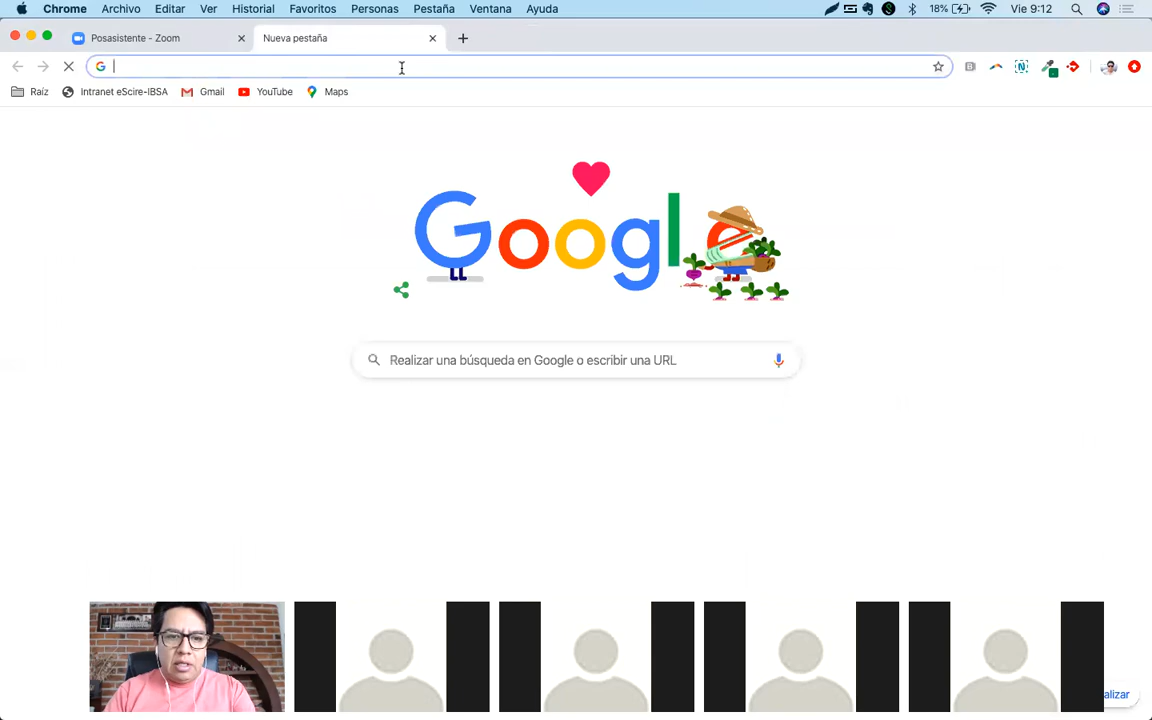 Chrome Archivo Editar Ver Historial Favoritos Personas Pestaña Ventana Ayuda 18% Vie 9:12
Posasistente - Zoom Nueva pestaña
Raíz Intranet eScire-IBSA Gmail YouTube Maps
Google
Realizar una búsqueda en Google o escribir una URL
alizar